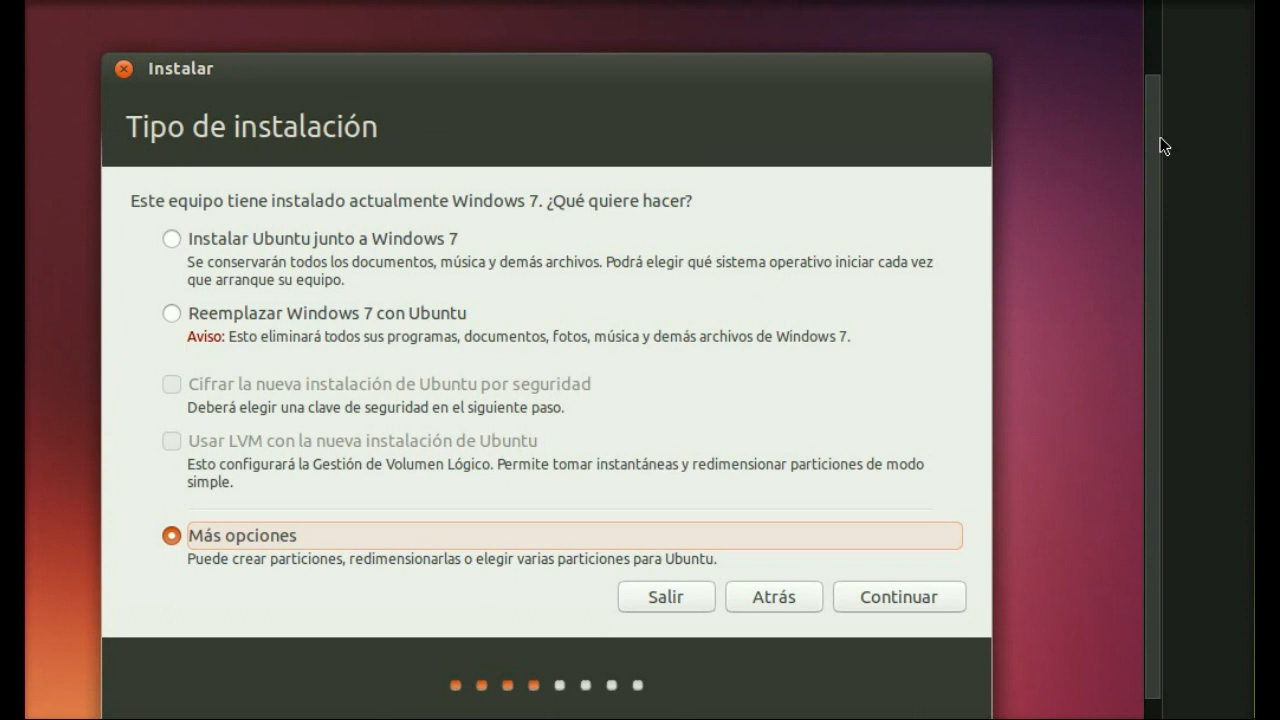 Instalar
Tipo de instalación
Este equipo tiene instalado actualmente Windows 7. ¿Qué quiere hacer?
Instalar Ubuntu junto a Windows 7
Se conservarán todos los documentos, música y demás archivos. Podrá elegir qué sistema operativo iniciar cada vez
que arranque su equipo.
Reemplazar Windows 7 con Ubuntu
Aviso: Esto eliminará todos sus programas, documentos, fotos, música y demás archivos de Windows 7.
Cifrar la nueva instalación de Ubuntu por seguridad
Deberá elegir una clave de seguridad en el siguiente paso.
Usar LVM con la nueva instalación de Ubuntu
Esto configurará la Gestión de Volumen Lógico. Permite tomar instantáneas y redimensionar particiones de modo
simple.
Más opciones
Puede crear particiones, redimensionarlas o elegir varias particiones para Ubuntu.
Salir Atrás Continuar